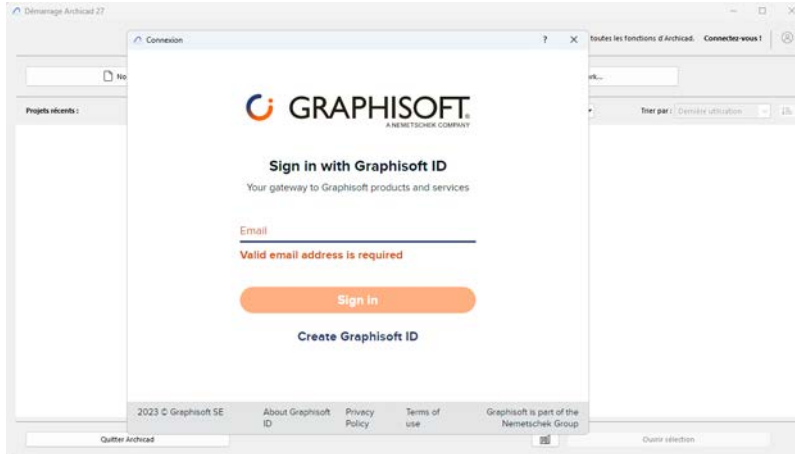 Démarrage Archicad 27
Connexion
?
toutes les fonctions d'Archicad. Connectez-vous !
No
Projets récents :
Trier par : Dernière utilisation
GRAPHISOFT®
A NEMETSCHEK COMPANY
Sign in with Graphisoft ID
Your gateway to Graphisoft products and services
Email
Valid email address is required
Sign in
Create Graphisoft ID
2023 © Graphisoft SE
About Graphisoft ID
Privacy Policy
Terms of use
Graphisoft is part of the Nemetschek Group
Quitter Archicad
Ouvrir sélection